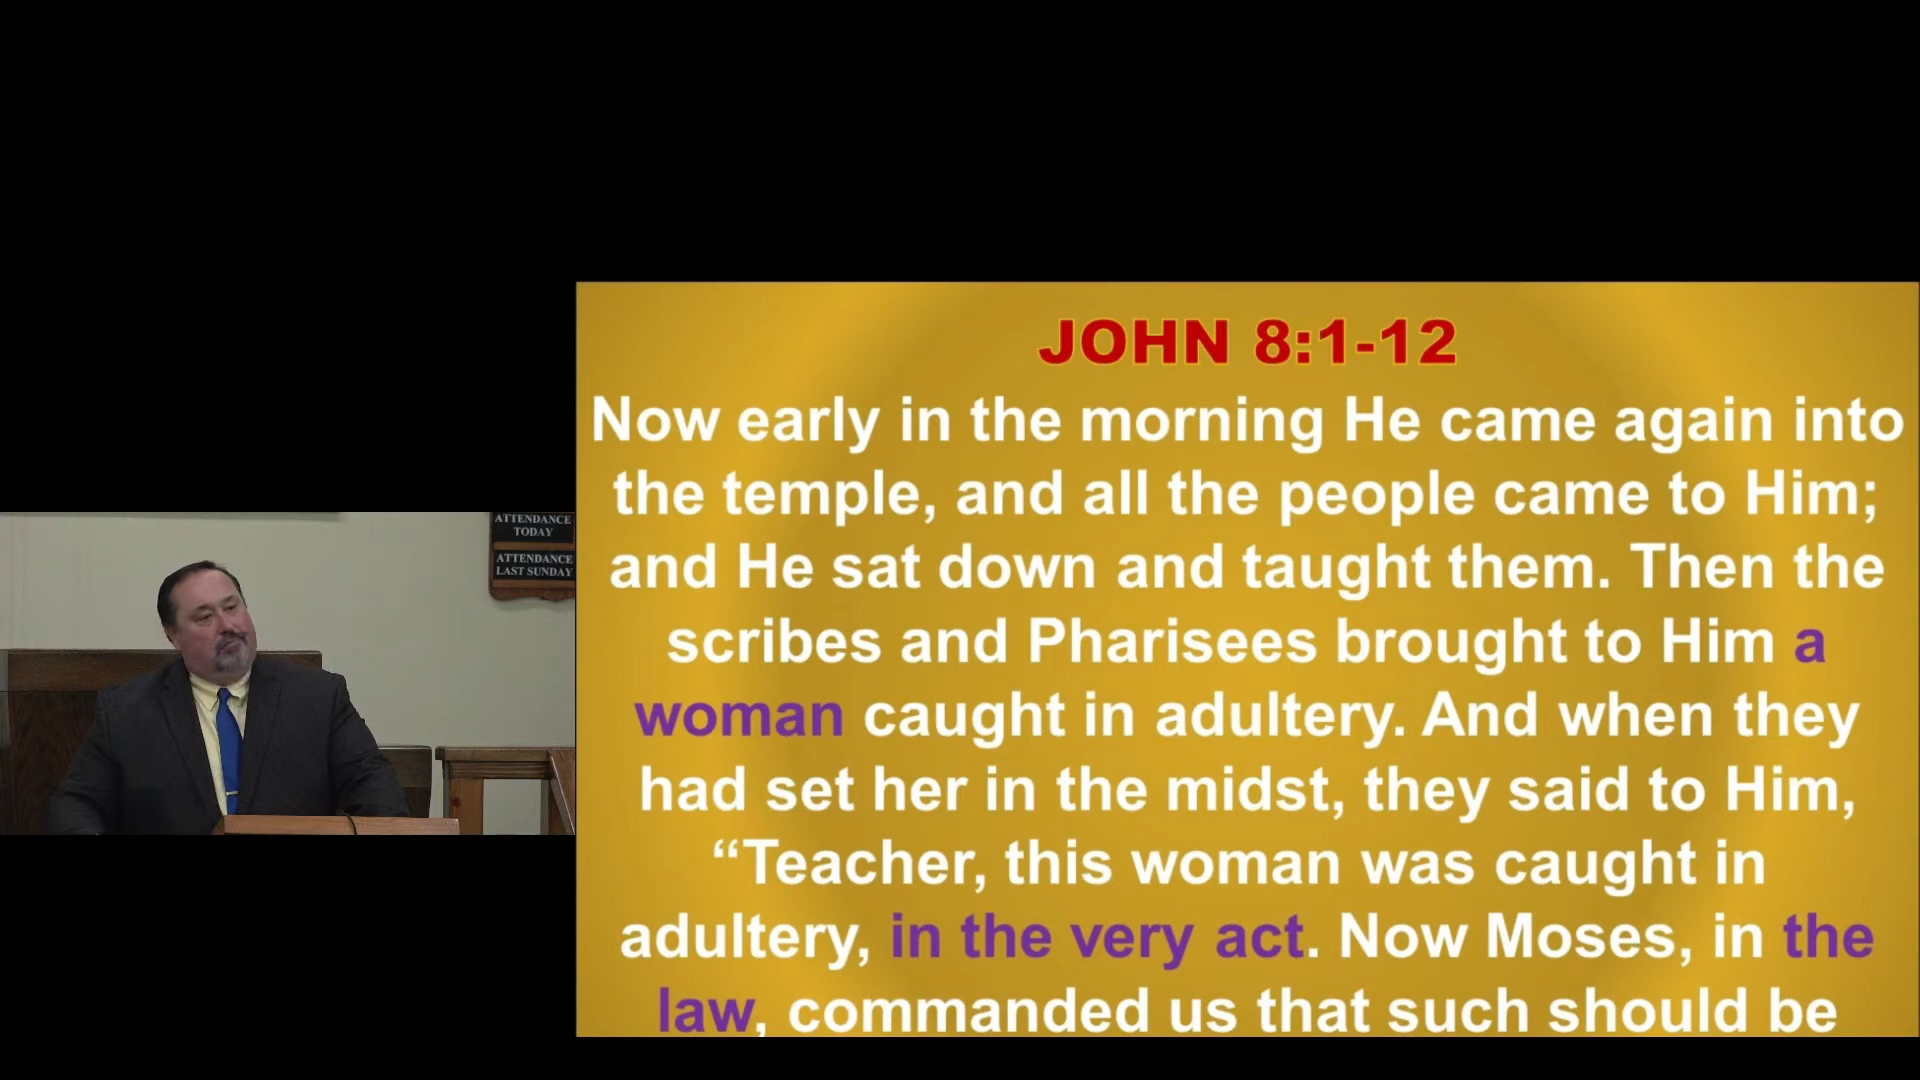 ATTENDANCE
TODAY
ATTENDANCE
LAST SUNDAY
JOHN 8:1-12
Now early in the morning He came again into
the temple, and all the people came to Him;
and He sat down and taught them. Then the
scribes and Pharisees brought to Him a
woman caught in adultery. And when they
had set her in the midst, they said to Him,
“Teacher, this woman was caught in
adultery, in the very act. Now Moses, in the
law, commanded us that such should be